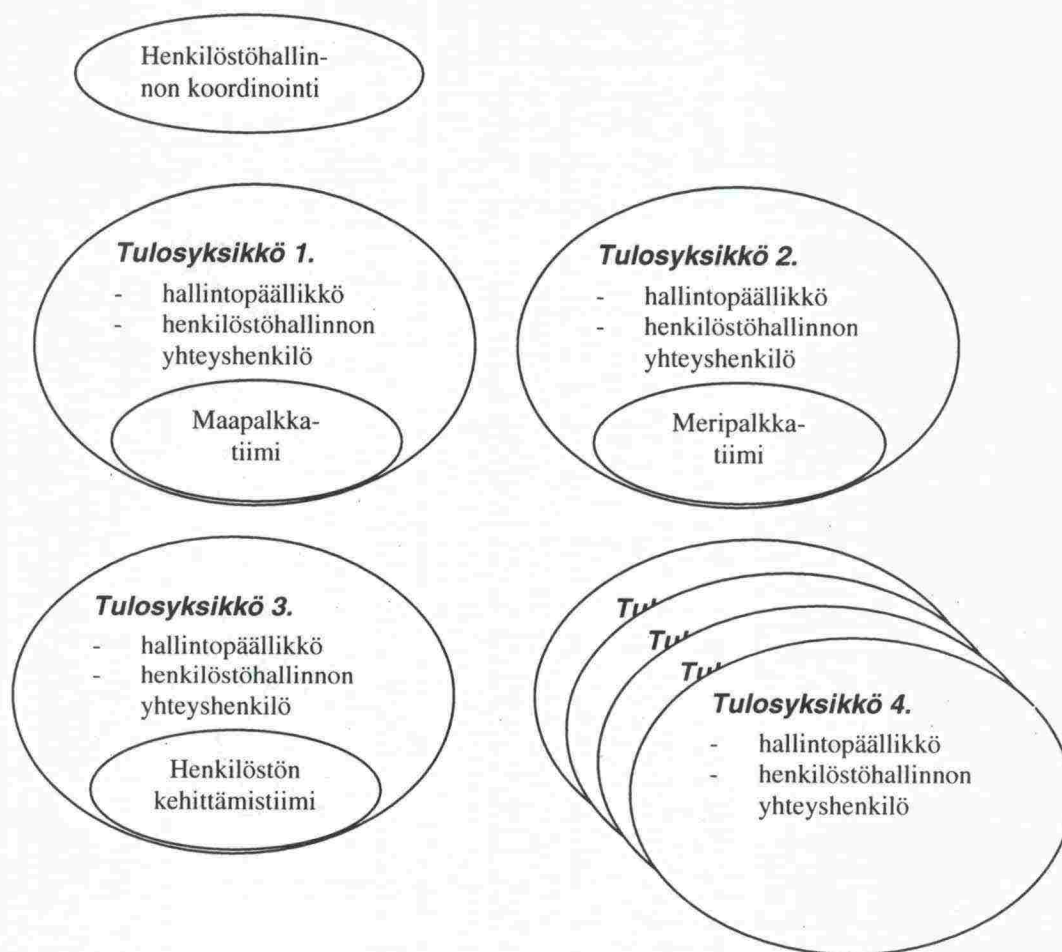 Henkilöstöhallin-
non koordinointi
Tulosyksikkö 1.
- hallintopäällikkö
- henkilöstöhallinnon
yhteyshenkilö
Maapalkka-
tiimi
Tulosyksikkö 2.
- hallintopäällikkö
- henkilöstöhallinnon
yhteyshenkilö
Meripalkka-
tiimi
Tulosyksikkö 3.
- hallintopäällikkö
- henkilöstöhallinnon
yhteyshenkilö
Henkilöstön
kehittämistiimi
Tulosyksikkö 4.
- hallintopäällikkö
- henkilöstöhallinnon
yhteyshenkilö